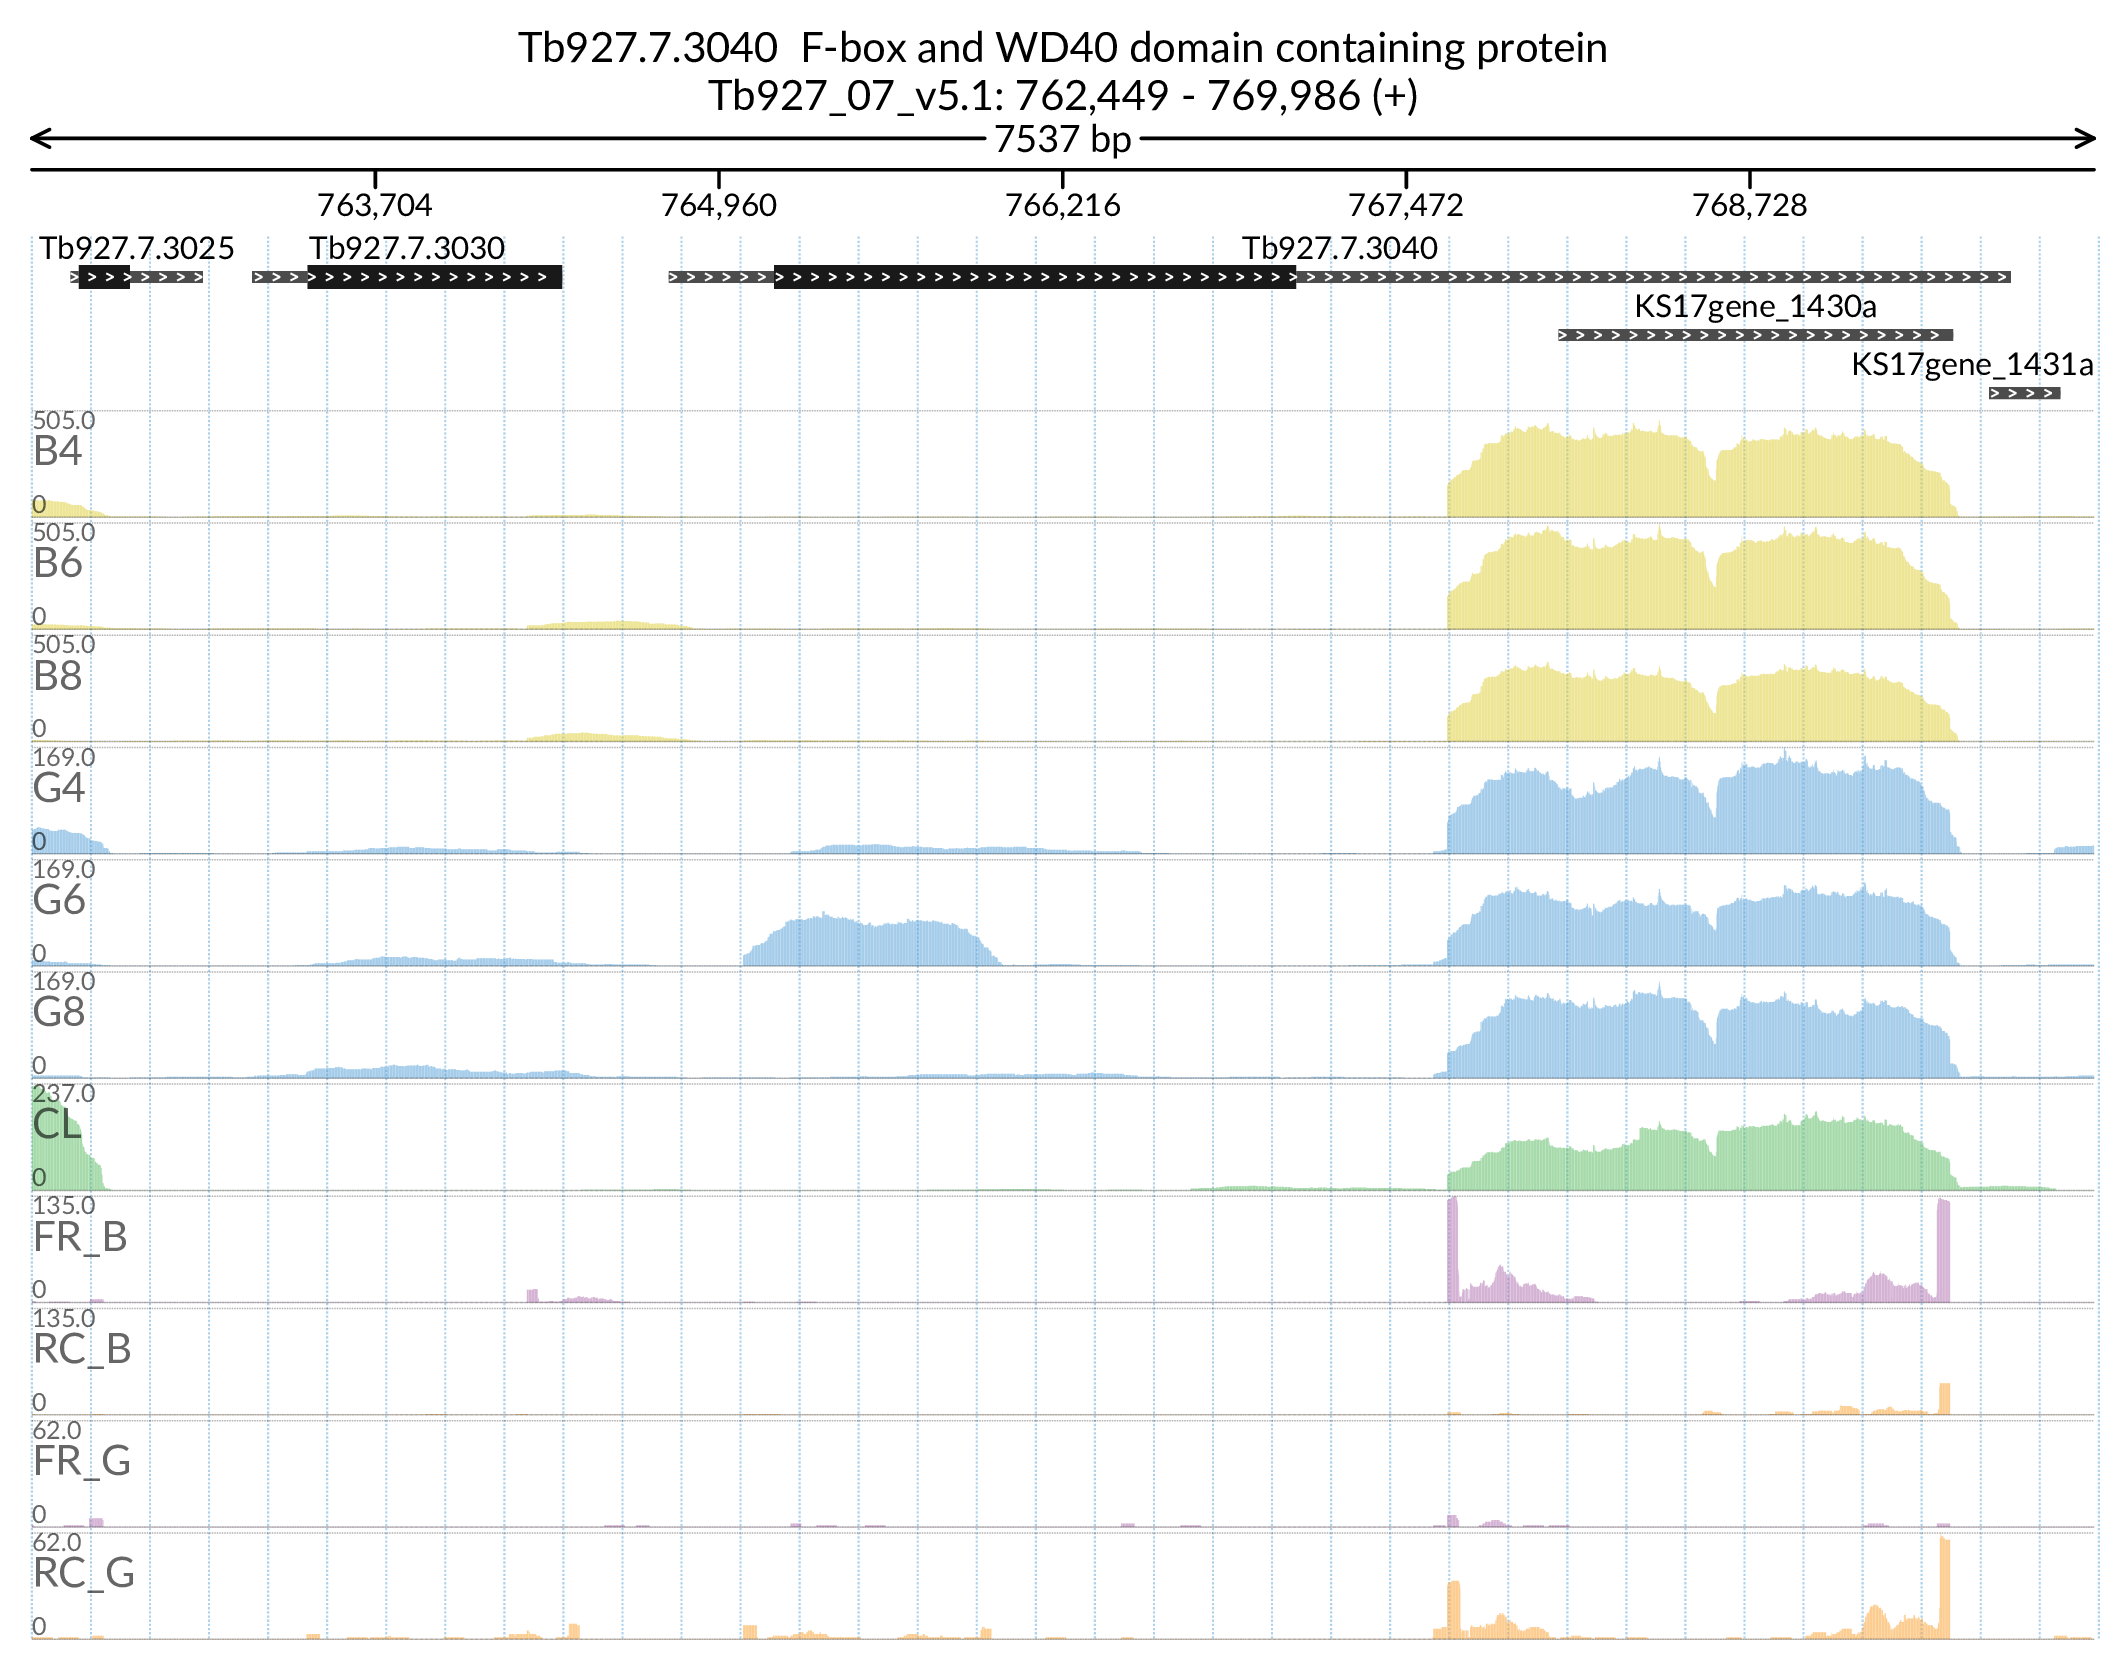 Tb927.7.3040  F-box and WD40 domain containing protein
Tb927_07_v5.1: 762,449 - 769,986 (+)
7537 bp
763,704 764,960 766,216 767,472 768,728
Tb927.7.3025 Tb927.7.3030 Tb927.7.3040
KS17gene_1430a
KS17gene_1431a
505.0
B4
0
505.0
B6
0
505.0
B8
0
169.0
G4
0
169.0
G6
0
169.0
G8
0
237.0
CL
0
135.0
FR_B
0
135.0
RC_B
0
62.0
FR_G
0
62.0
RC_G
0